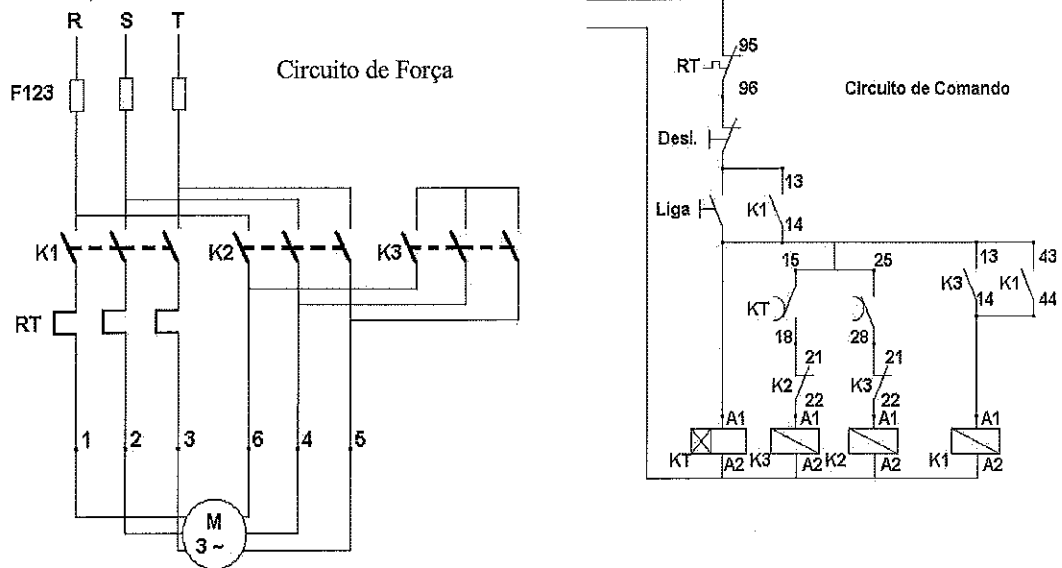 R S T
Circuito de Força
F123
K1 K2 K3
RT
1 2 3 6 4 5
M
3 ~
95
RT
96
Circuito de Comando
Desl.
13
Liga K1
14
15 25 13 43
K3 K1
KT 14 44
18 28
21 21
K2 K3
22 22
A1 A1 A1 A1
KT K3 K2 K1
A2 A2 A2 A2